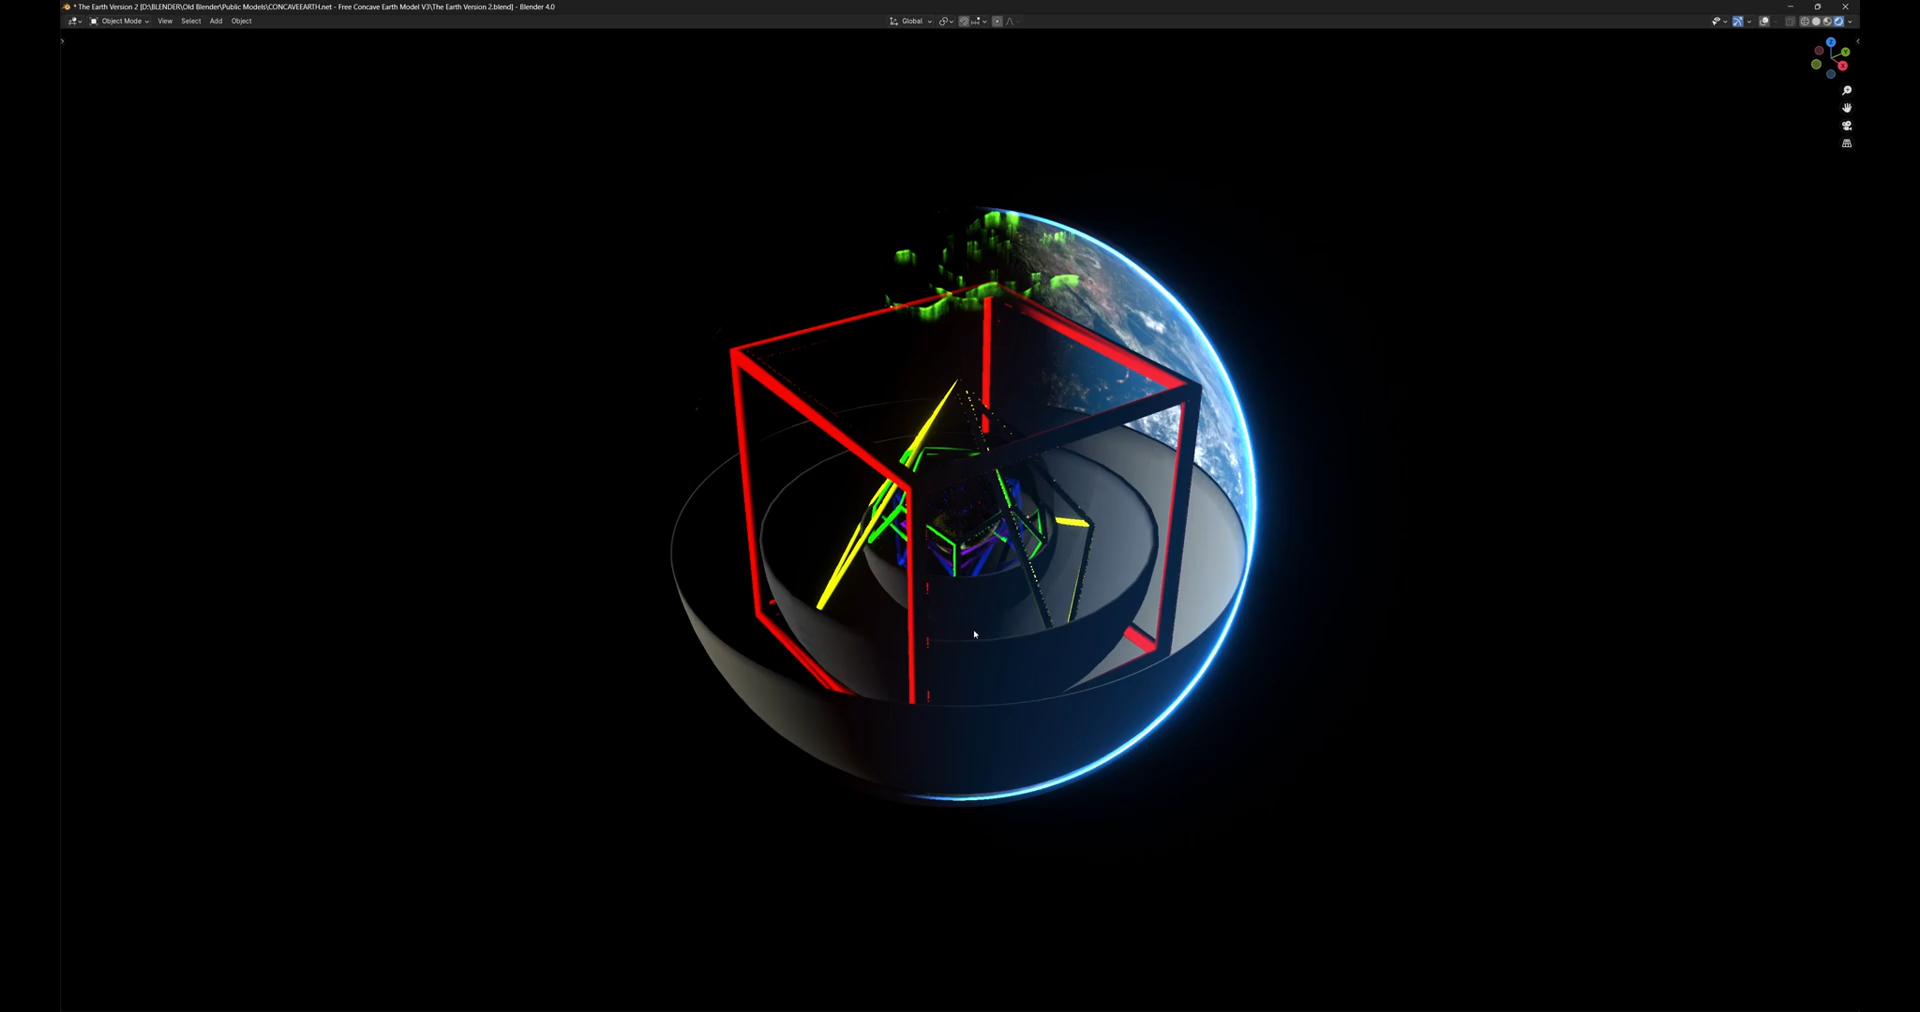 * The Earth Version 2 [D:\BLENDER\Old Blender\Public Models\CONCAVEEARTH.net - Free Concave Earth Model V3\The Earth Version 2.blend] - Blender 4.0
Object Mode View Select Add Object Global
Z
Y
X